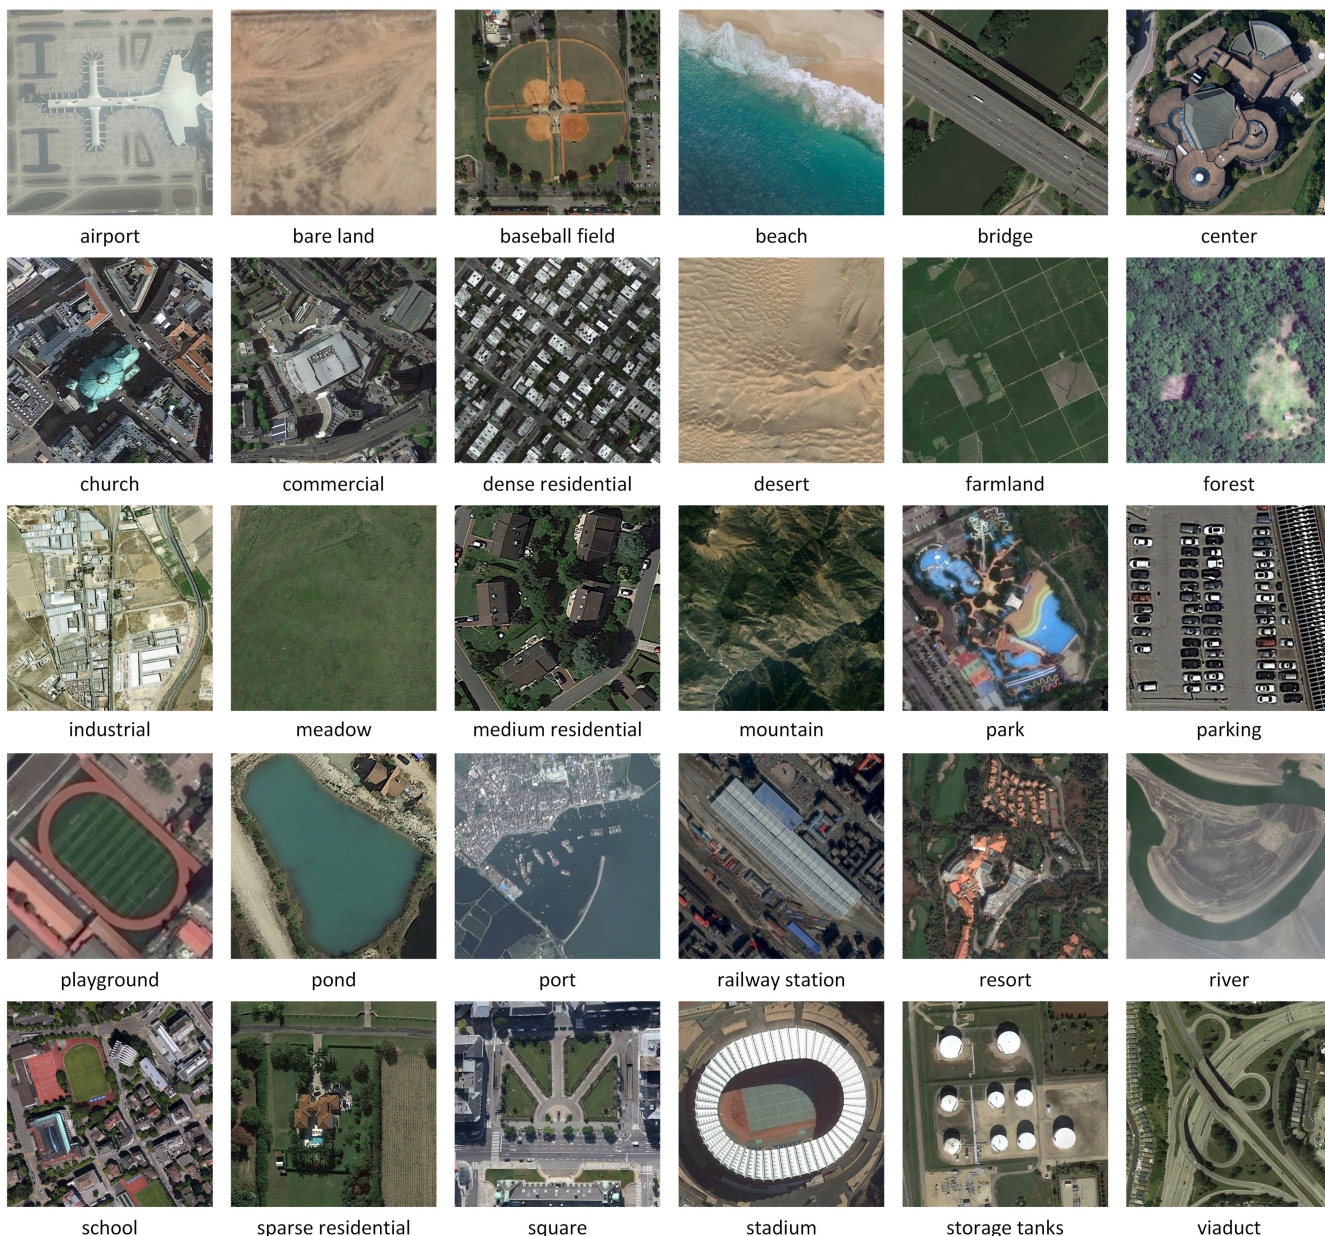 airport bare land baseball field beach bridge center
church commercial dense residential desert farmland forest
industrial meadow medium residential mountain park parking
playground pond port railway station resort river
school sparse residential square stadium storage tanks viaduct